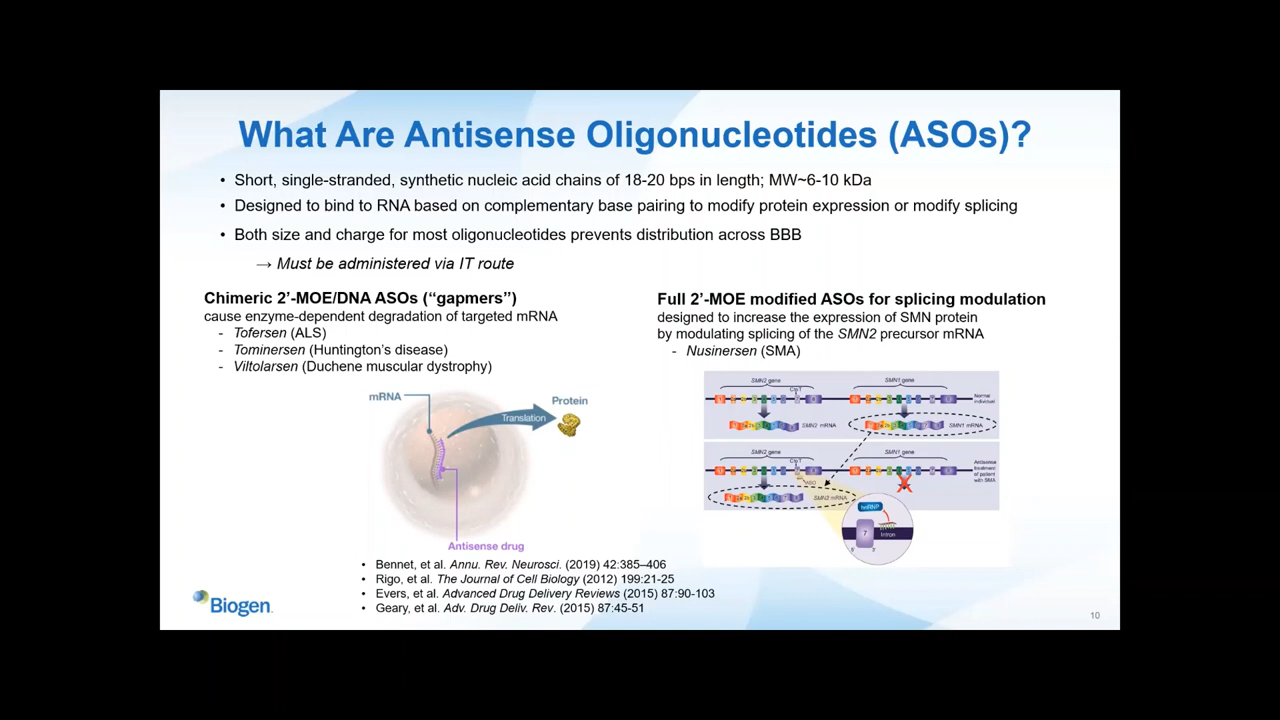 What Are Antisense Oligonucleotides (ASOs)?
• Short, single-stranded, synthetic nucleic acid chains of 18-20 bps in length; MW~6-10 kDa
• Designed to bind to RNA based on complementary base pairing to modify protein expression or modify splicing
• Both size and charge for most oligonucleotides prevents distribution across BBB
→ Must be administered via IT route
Chimeric 2'-MOE/DNA ASOs (“gapmers”)
cause enzyme-dependent degradation of targeted mRNA
- Tofersen (ALS)
- Tominersen (Huntington's disease)
- Viltolarsen (Duchene muscular dystrophy)
mRNA
Translation
Protein
Antisense drug
Full 2'-MOE modified ASOs for splicing modulation
designed to increase the expression of SMN protein
by modulating splicing of the SMN2 precursor mRNA
- Nusinersen (SMA)
SMN2 gene
SMN1 gene
C to T
Normal
individual
SMN2 mRNA
SMN1 mRNA
SMN2 gene
SMN1 gene
C to T
Antisense
treatment
of patient
with SMA
ASO
SMN2 mRNA
hnRNP
7
Intron
5'
3'
• Bennet, et al. Annu. Rev. Neurosci. (2019) 42:385–406
• Rigo, et al. The Journal of Cell Biology (2012) 199:21-25
• Evers, et al. Advanced Drug Delivery Reviews (2015) 87:90-103
• Geary, et al. Adv. Drug Deliv. Rev. (2015) 87:45-51
Biogen.
10